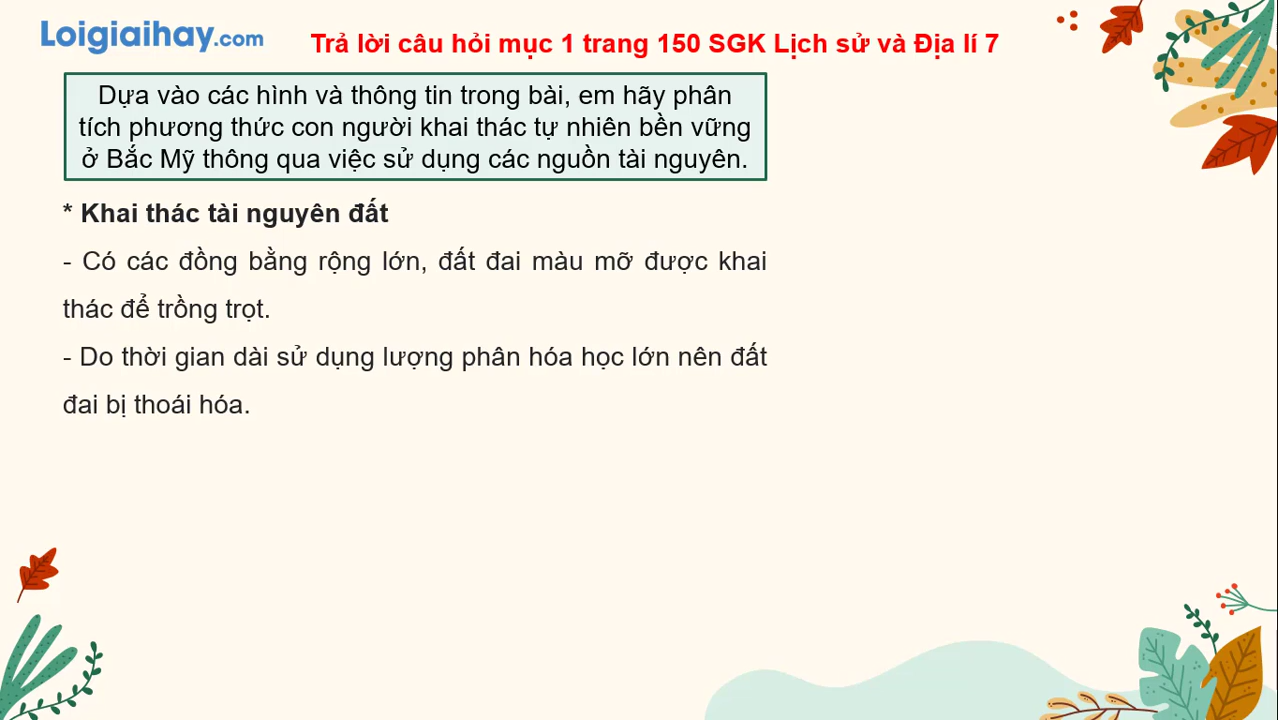 Loigiaihay.com
Trả lời câu hỏi mục 1 trang 150 SGK Lịch sử và Địa lí 7
Dựa vào các hình và thông tin trong bài, em hãy phân
tích phương thức con người khai thác tự nhiên bền vững
ở Bắc Mỹ thông qua việc sử dụng các nguồn tài nguyên.
* Khai thác tài nguyên đất
- Có các đồng bằng rộng lớn, đất đai màu mỡ được khai
thác để trồng trọt.
- Do thời gian dài sử dụng lượng phân hóa học lớn nên đất
đai bị thoái hóa.